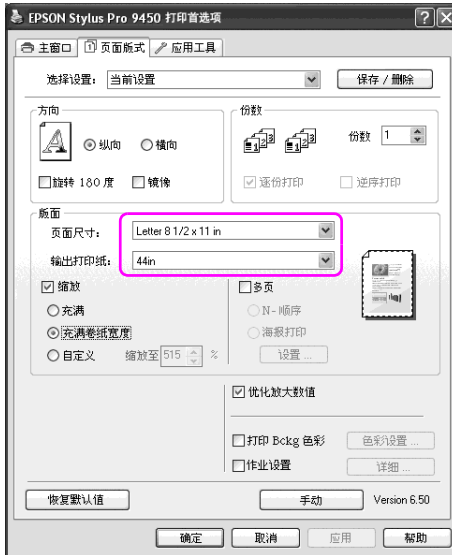 EPSON Stylus Pro 9450 打印首选项
主窗口 页面版式 应用工具
选择设置： 当前设置 保存 / 删除
方向 份数
纵向 横向 份数 1
旋转 180 度 镜像 逐份打印 逆序打印
版面
页面尺寸： Letter 8 1/2 x 11 in
输出打印纸： 44in
缩放 多页
充满 N-顺序
充满卷纸宽度 海报打印
自定义 缩放至 515 % 设置 ...
优化放大数值
打印 Bckg 色彩 色彩设置 ...
作业设置 详细 ...
恢复默认值 手动 Version 6.50
确定 取消 应用 帮助